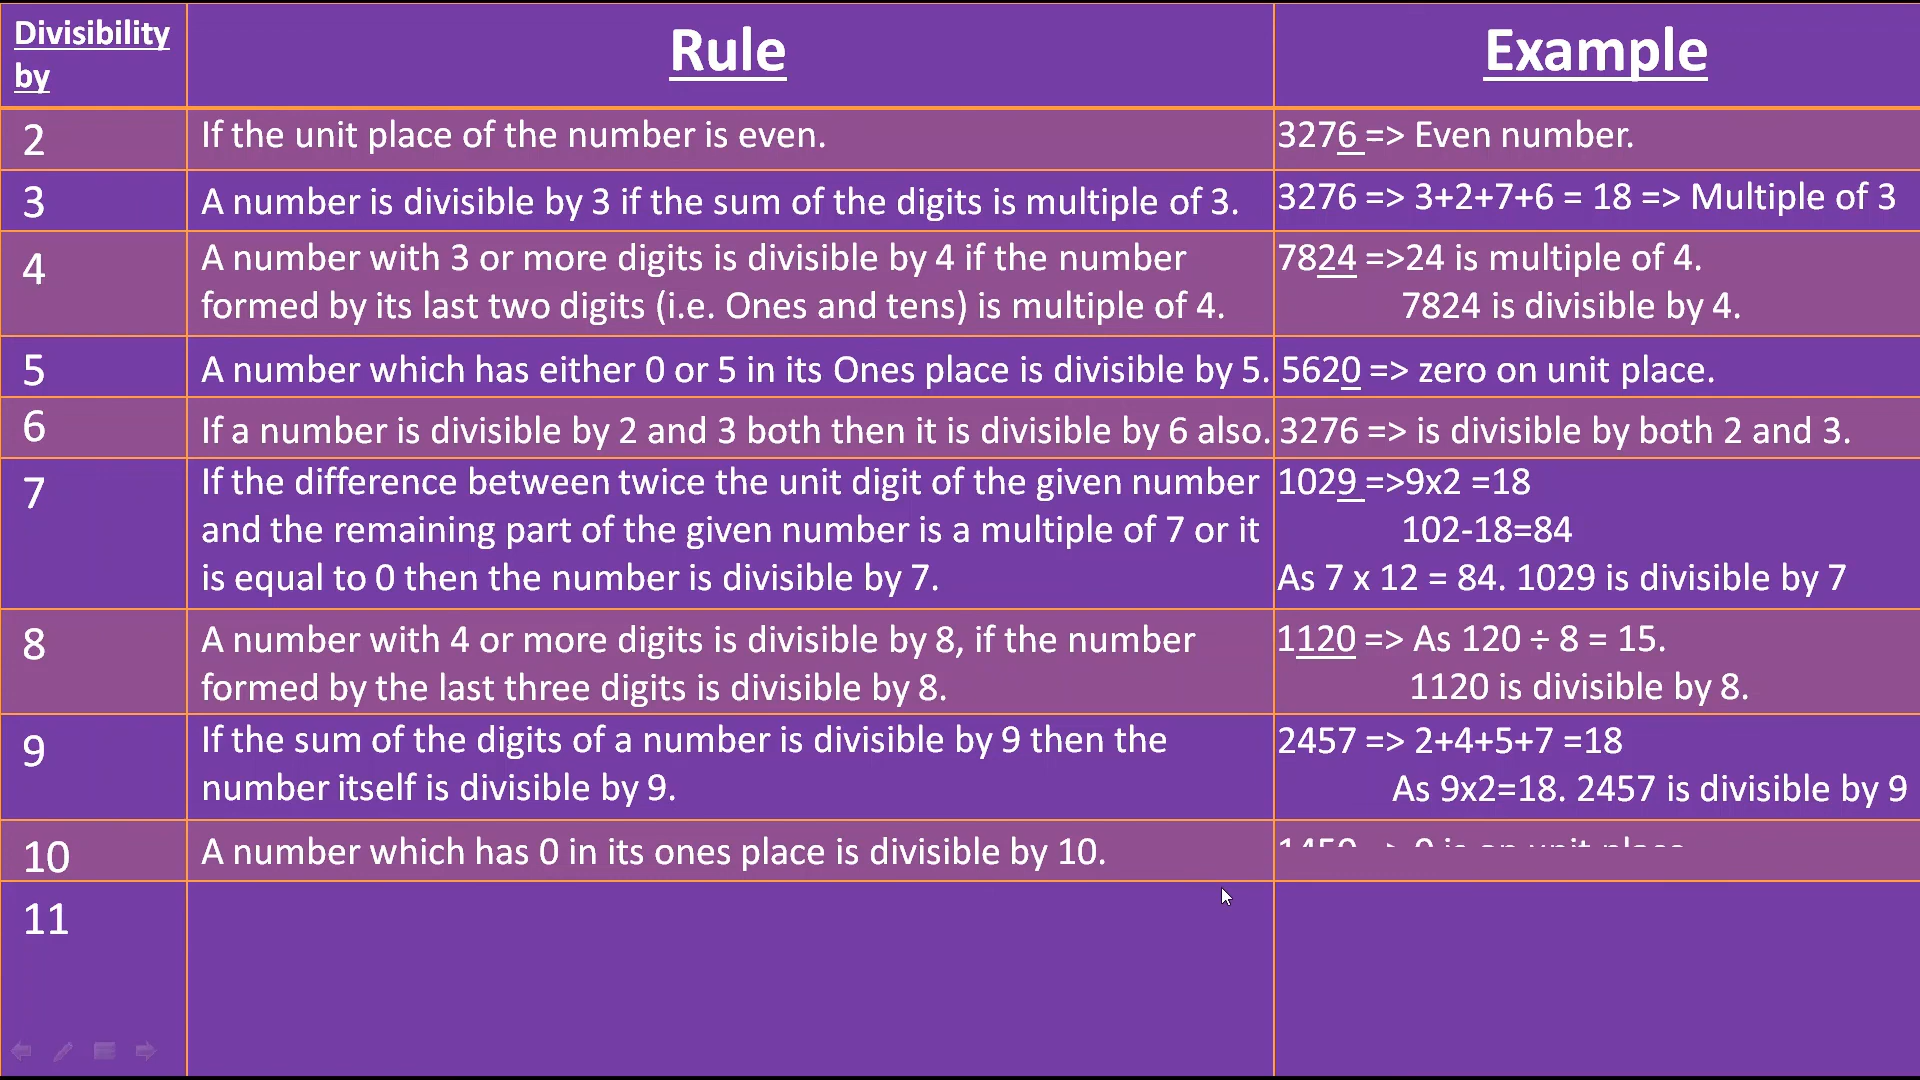 Divisibility by
Rule
Example
2
If the unit place of the number is even.
3276 => Even number.
3
A number is divisible by 3 if the sum of the digits is multiple of 3.
3276 => 3+2+7+6 = 18 => Multiple of 3
4
A number with 3 or more digits is divisible by 4 if the number
formed by its last two digits (i.e. Ones and tens) is multiple of 4.
7824 =>24 is multiple of 4.
7824 is divisible by 4.
5
A number which has either 0 or 5 in its Ones place is divisible by 5.
5620 => zero on unit place.
6
If a number is divisible by 2 and 3 both then it is divisible by 6 also.
3276 => is divisible by both 2 and 3.
7
If the difference between twice the unit digit of the given number
and the remaining part of the given number is a multiple of 7 or it
is equal to 0 then the number is divisible by 7.
1029 =>9x2 =18
102-18=84
As 7 x 12 = 84. 1029 is divisible by 7
8
A number with 4 or more digits is divisible by 8, if the number
formed by the last three digits is divisible by 8.
1120 => As 120 ÷ 8 = 15.
1120 is divisible by 8.
9
If the sum of the digits of a number is divisible by 9 then the
number itself is divisible by 9.
2457 => 2+4+5+7 =18
As 9x2=18. 2457 is divisible by 9
10
A number which has 0 in its ones place is divisible by 10.
11